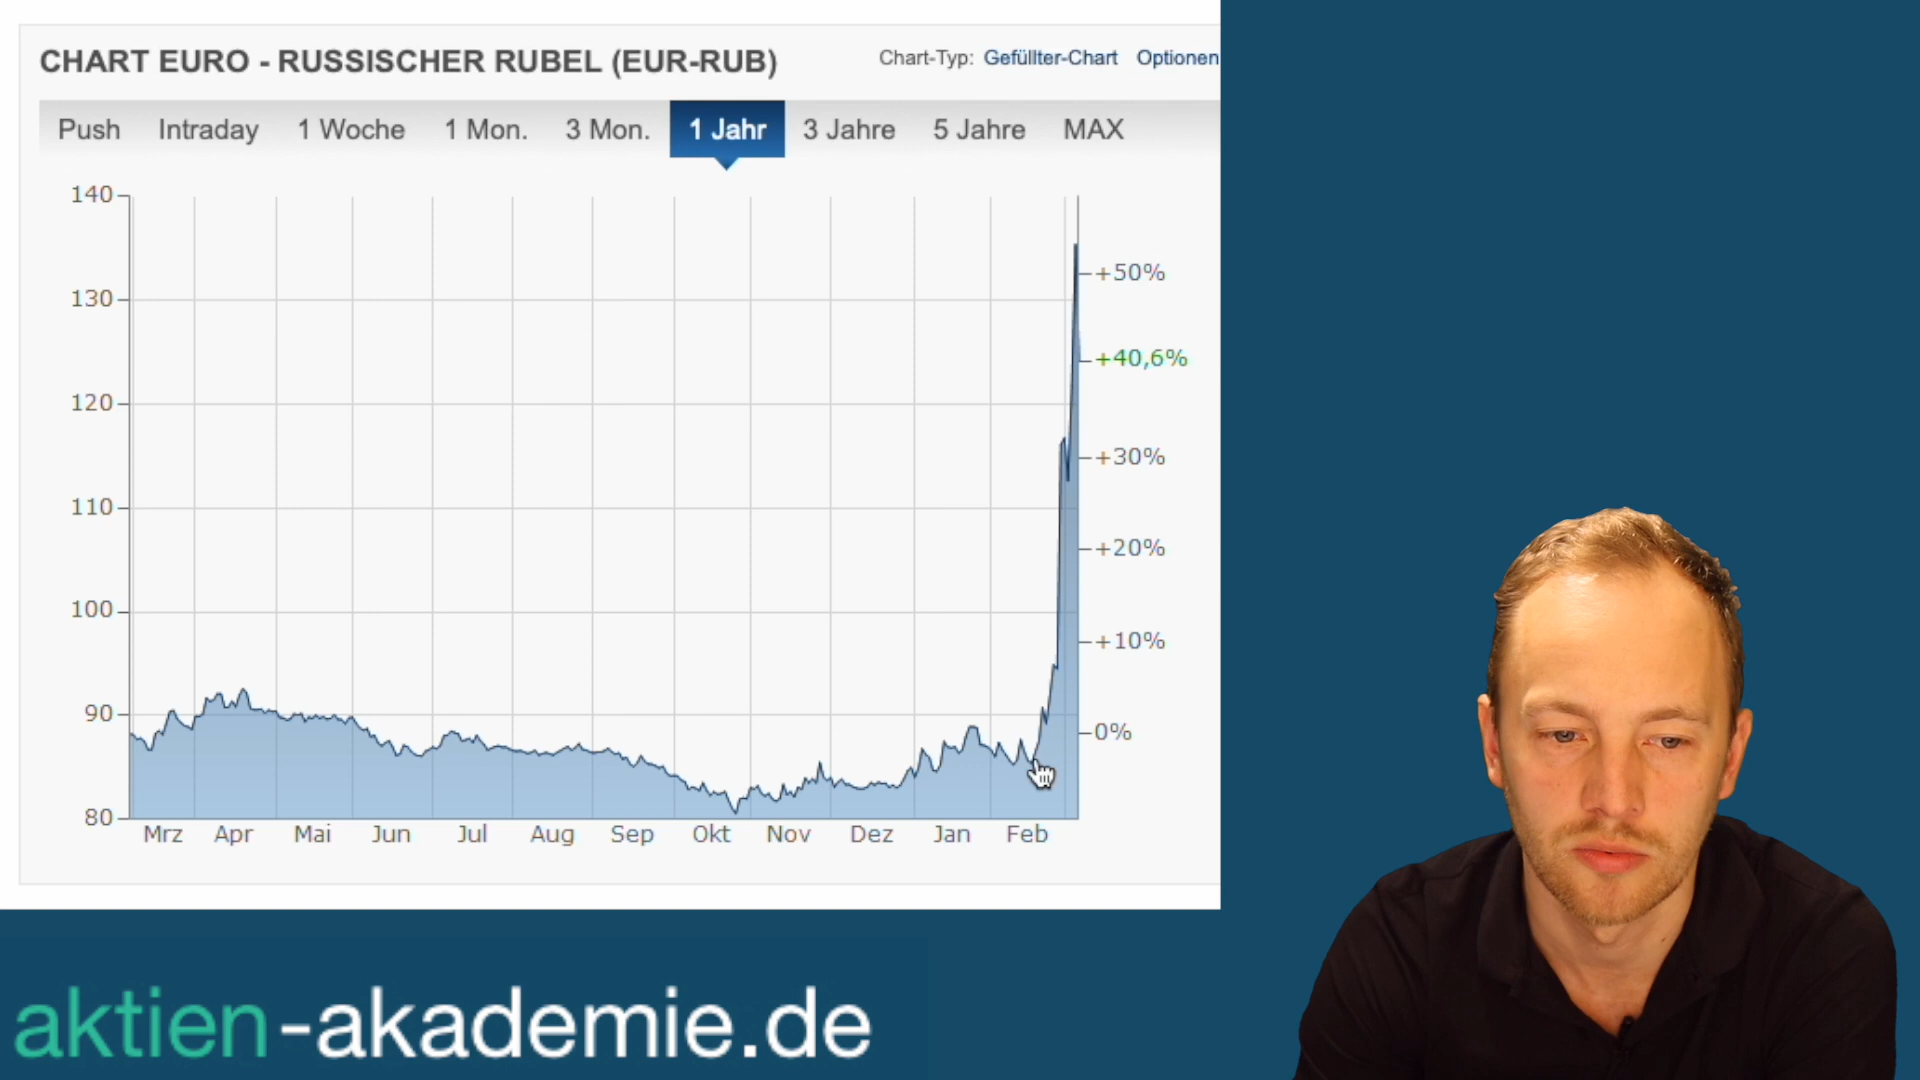 CHART EURO - RUSSISCHER RUBEL (EUR-RUB)
Chart-Typ: Gefüllter-Chart Optionen
Push Intraday 1 Woche 1 Mon. 3 Mon. 1 Jahr 3 Jahre 5 Jahre MAX
140
130
120
110
100
90
80
+50%
+40,6%
+30%
+20%
+10%
0%
Mrz Apr Mai Jun Jul Aug Sep Okt Nov Dez Jan Feb
aktien-akademie.de